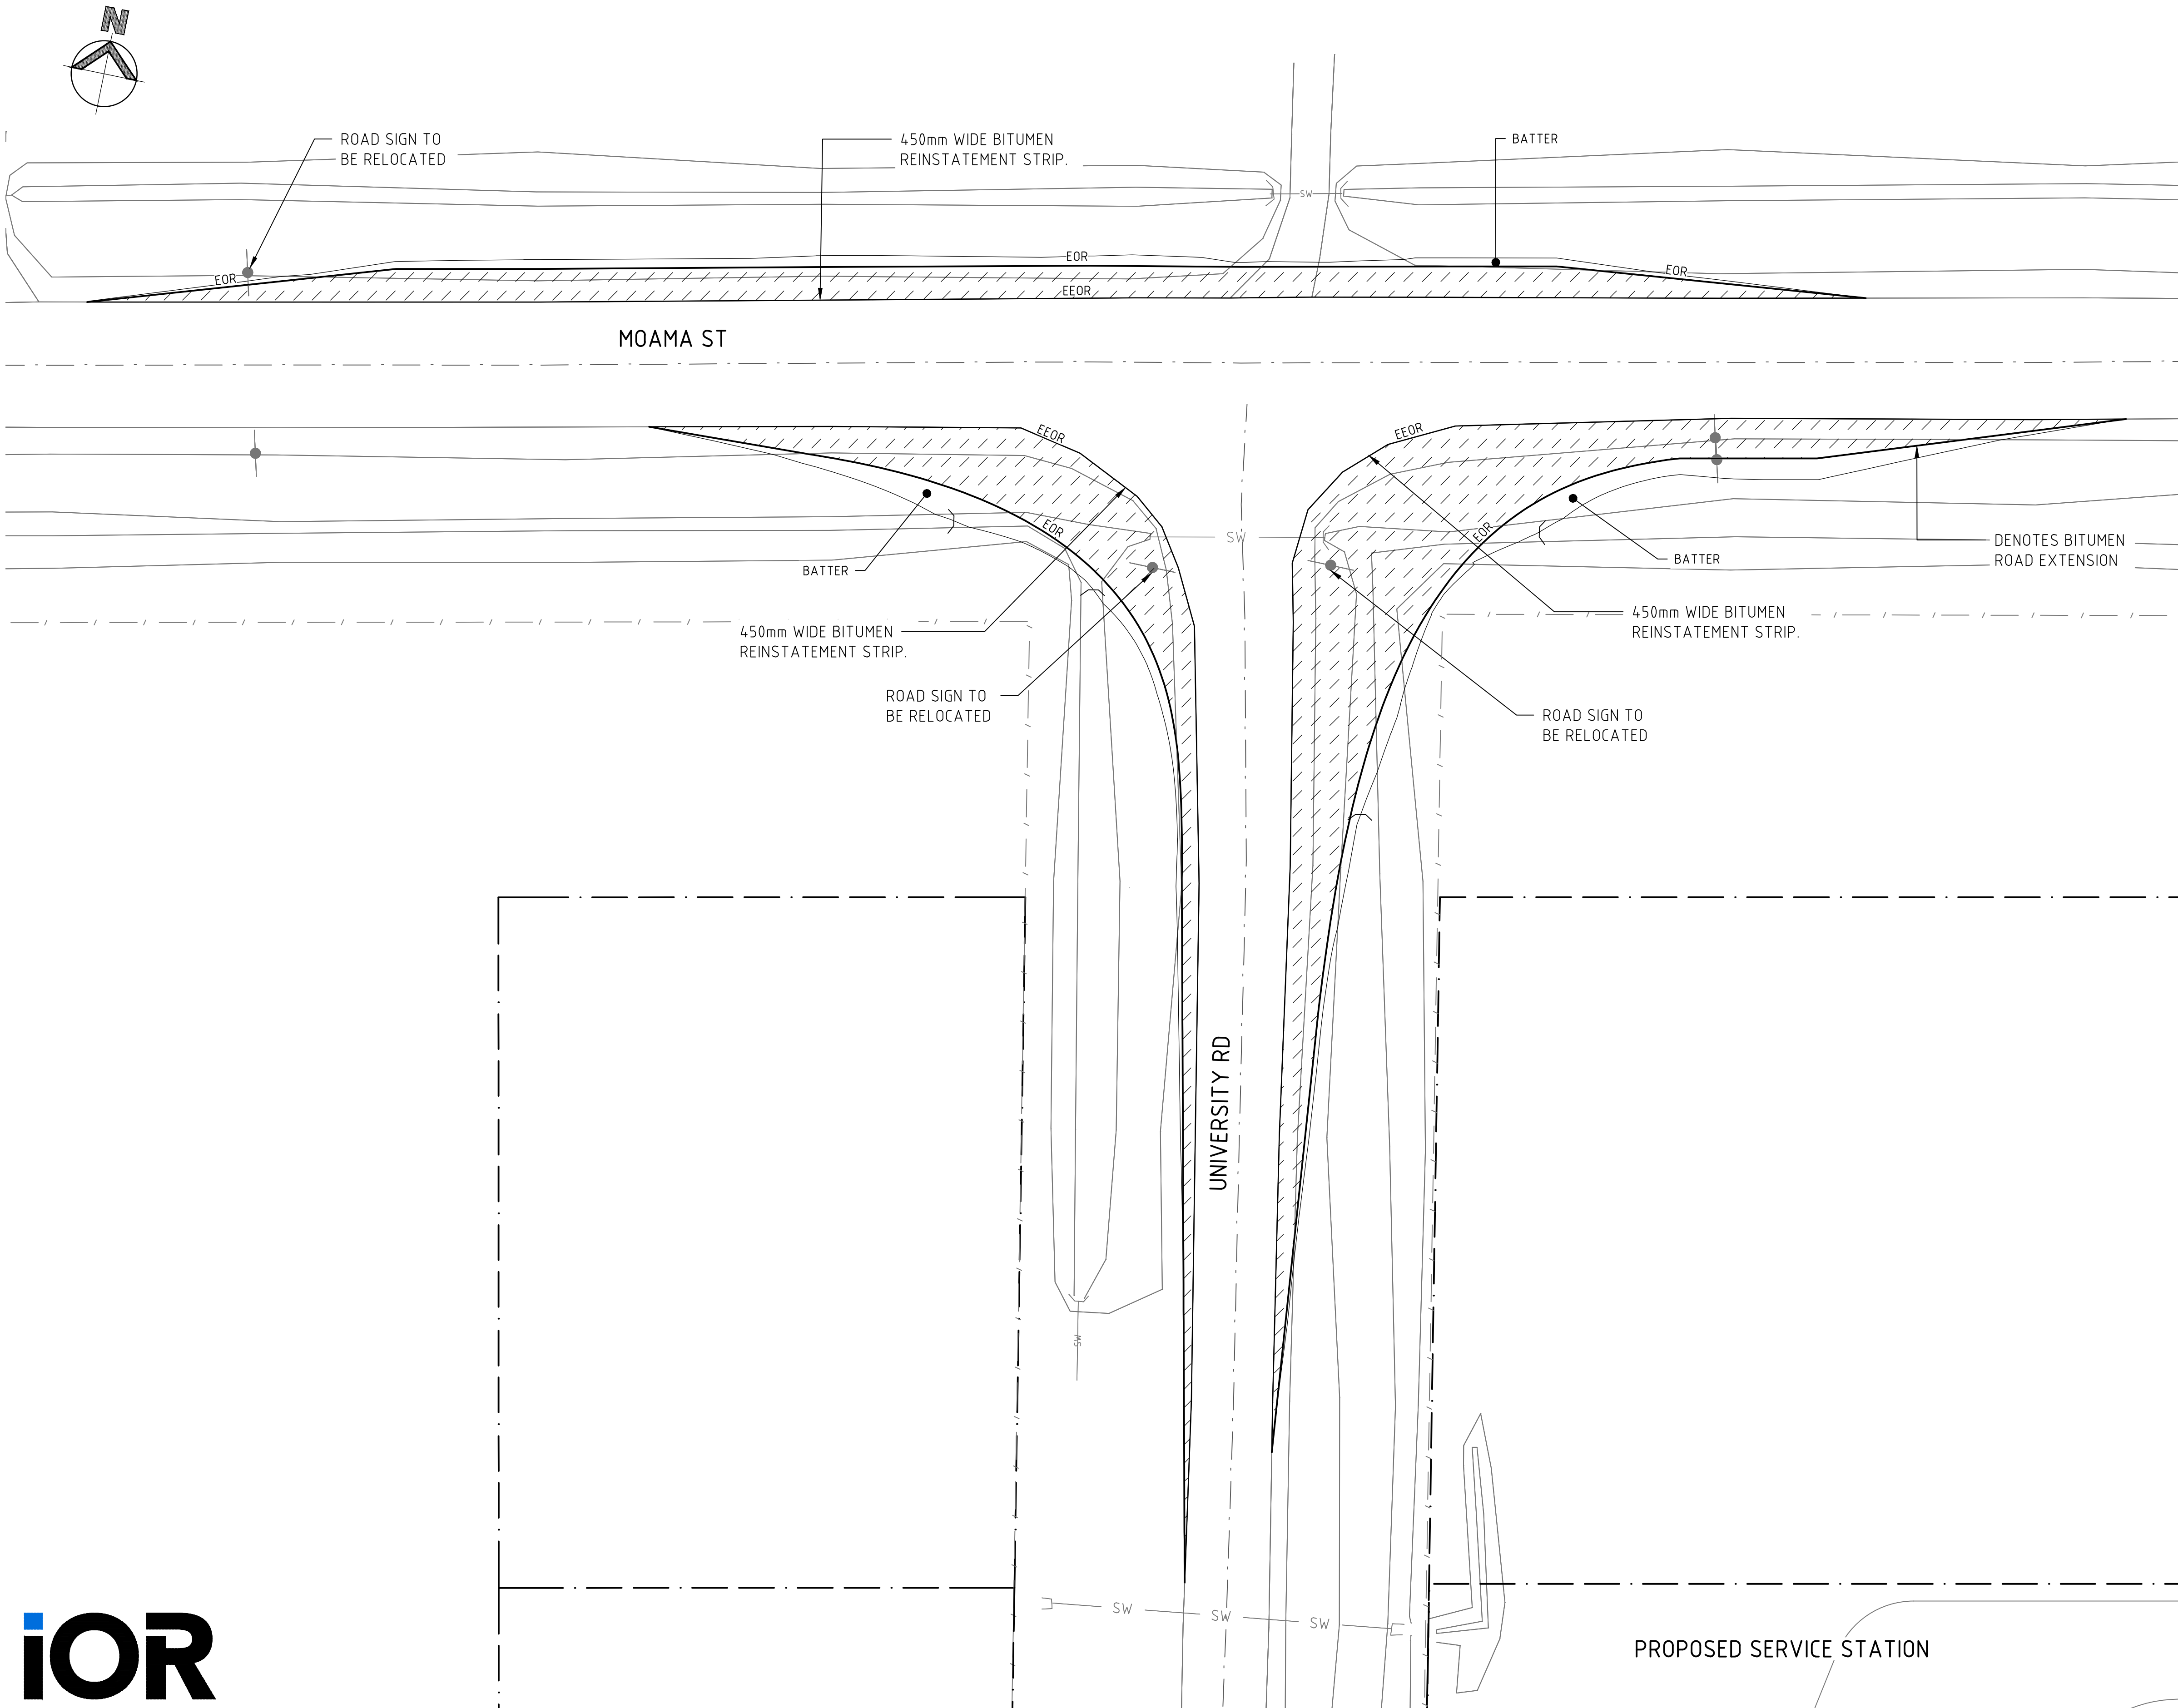 N
ROAD SIGN TO
BE RELOCATED
450mm WIDE BITUMEN
REINSTATEMENT STRIP.
BATTER
SW
EOR
EOR
EOR
EEOR
MOAMA ST
EEOR
EEOR
EOR
SW
EOR
BATTER
BATTER
DENOTES BITUMEN
ROAD EXTENSION
450mm WIDE BITUMEN
REINSTATEMENT STRIP.
450mm WIDE BITUMEN
REINSTATEMENT STRIP.
ROAD SIGN TO
BE RELOCATED
ROAD SIGN TO
BE RELOCATED
UNIVERSITY RD
SW
SW
SW
SW
PROPOSED SERVICE STATION
iOR